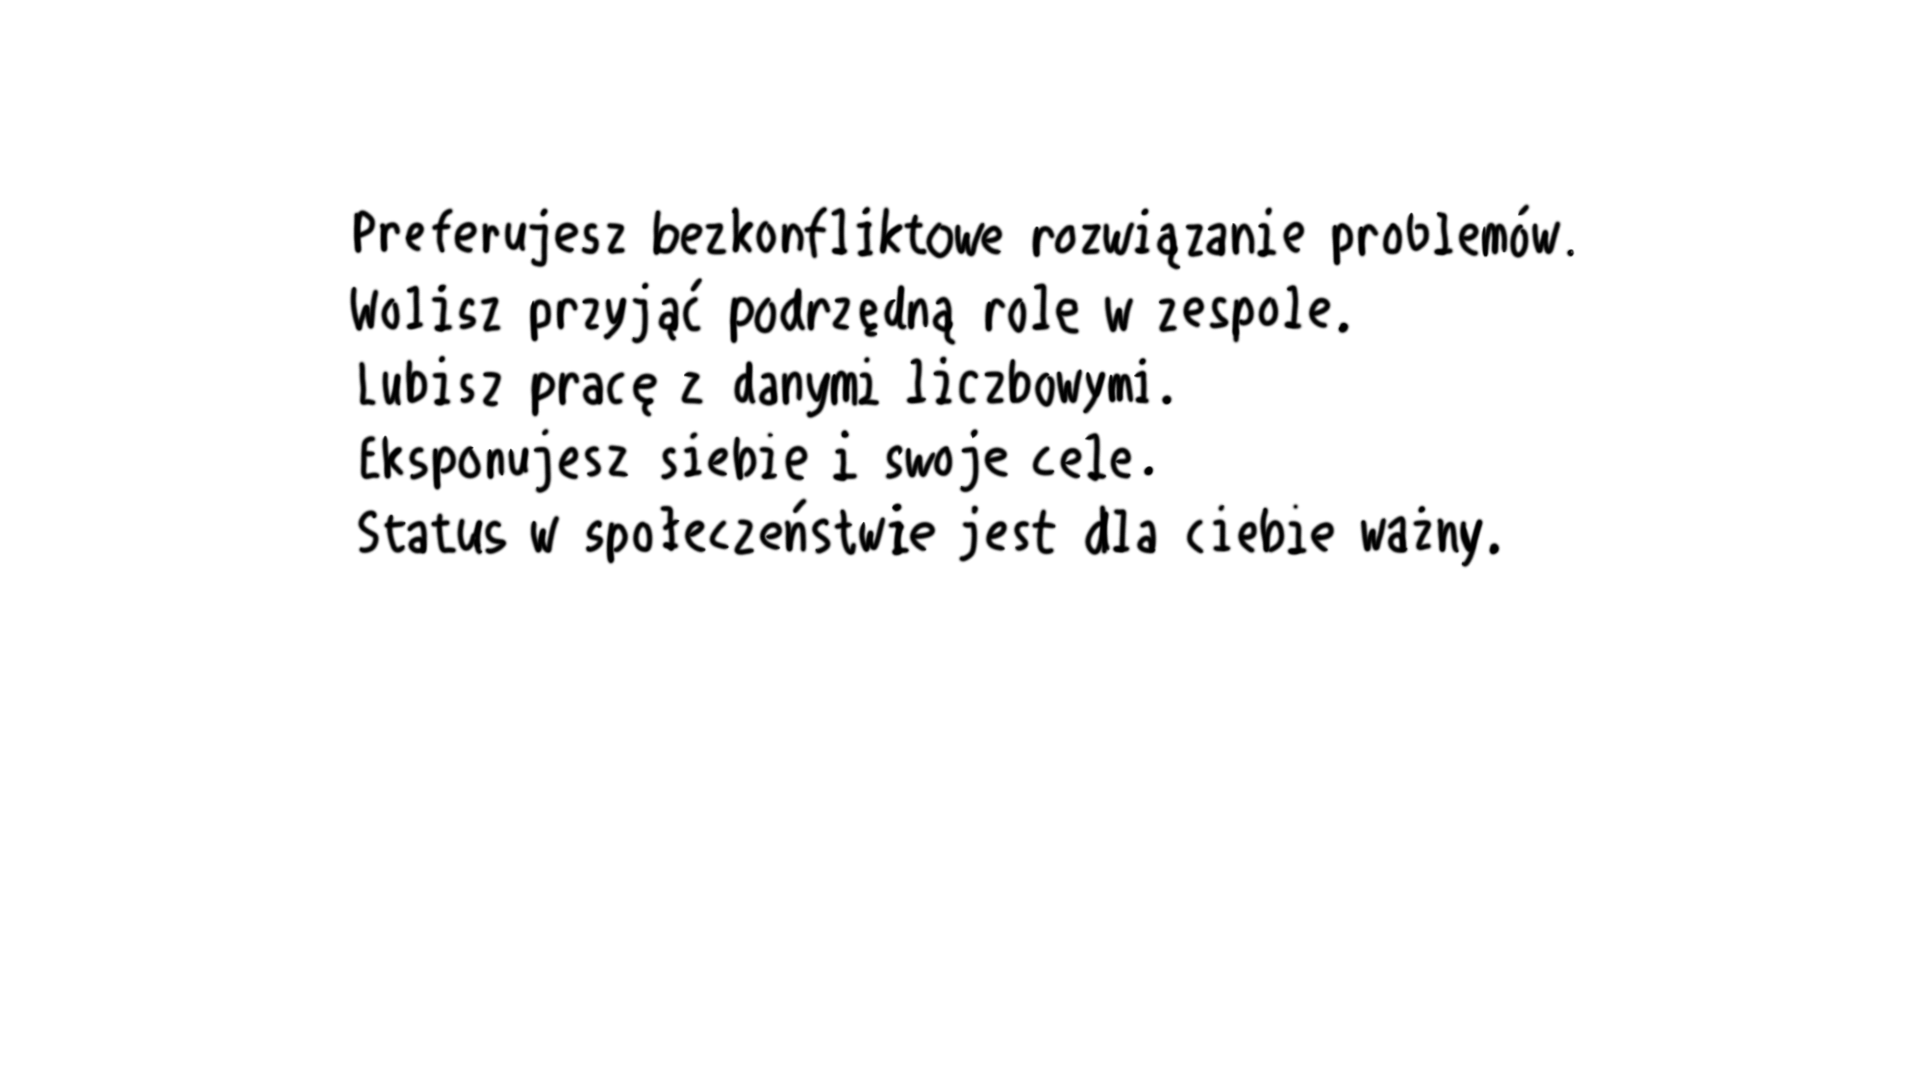 Preferujesz bezkonfliktowe rozwiązanie problemów.
Wolisz przyjąć podrzędną role w zespole.
Lubisz pracę z danymi liczbowymi.
Eksponujesz siebie i swoje cele.
Status w społeczeństwie jest dla ciebie ważny.